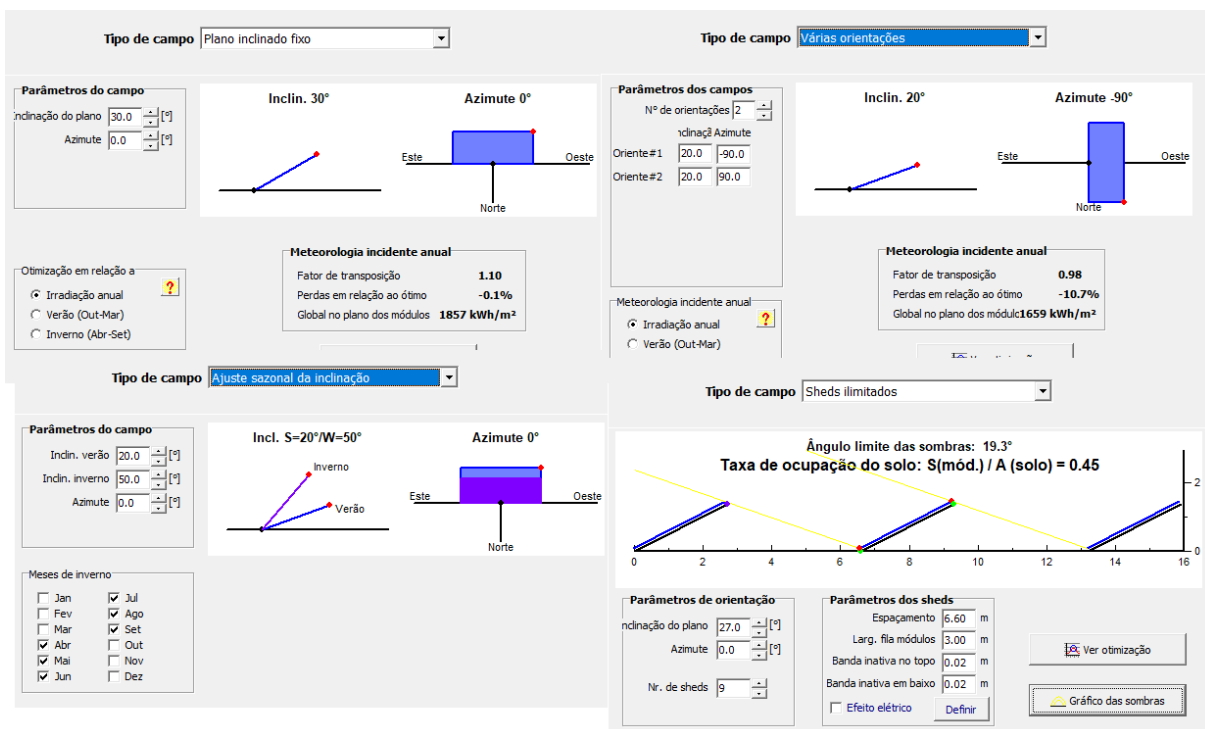 Tipo de campo Plano inclinado fixo
Parâmetros do campo
nclinação do plano 30.0 [º]
Azimute 0.0 [º]
Inclin. 30° Azimute 0°
Este Oeste
Norte
Otimização em relação a
Irradiação anual
Verão (Out-Mar)
Inverno (Abr-Set)
?
Meteorologia incidente anual
Fator de transposição 1.10
Perdas em relação ao ótimo -0.1%
Global no plano dos módulos 1857 kWh/m²
Tipo de campo Várias orientações
Parâmetros dos campos
Nº de orientações 2
Azimute
Oriente#1 20.0 -90.0
Oriente#2 20.0 90.0
Inclin. 20° Azimute -90°
Este Oeste
Norte
Meteorologia incidente anual
Irradiação anual
Verão (Out-Mar)
?
Meteorologia incidente anual
Fator de transposição 0.98
Perdas em relação ao ótimo -10.7%
Global no plano dos 1659 kWh/m²
Tipo de campo Ajuste sazonal da inclinação
Parâmetros do campo
Inclin. verão 20.0 [º]
Inclin. inverno 50.0 [º]
Azimute 0.0 [º]
Incl. S=20°/W=50° Azimute 0°
Inverno
Verão
Este Oeste
Norte
Meses de inverno
Jan Jul
Fev Ago
Mar Set
Abr Out
Mai Nov
Jun Dez
Tipo de campo Sheds ilimitados
Ângulo limite das sombras: 19.3°
Taxa de ocupação do solo: S(mód.) / A (solo) = 0.45
2
0
0 2 4 6 8 10 12 14 16
Parâmetros de orientação
nclinação do plano 27.0 [º]
Azimute 0.0 [º]
Nr. de sheds 9
Parâmetros dos sheds
Espaçamento 6.60 m
Larg. fila módulos 3.00 m
Banda inativa no topo 0.02 m
Banda inativa em baixo 0.02 m
Efeito elétrico Definir
Ver otimização
Gráfico das sombras